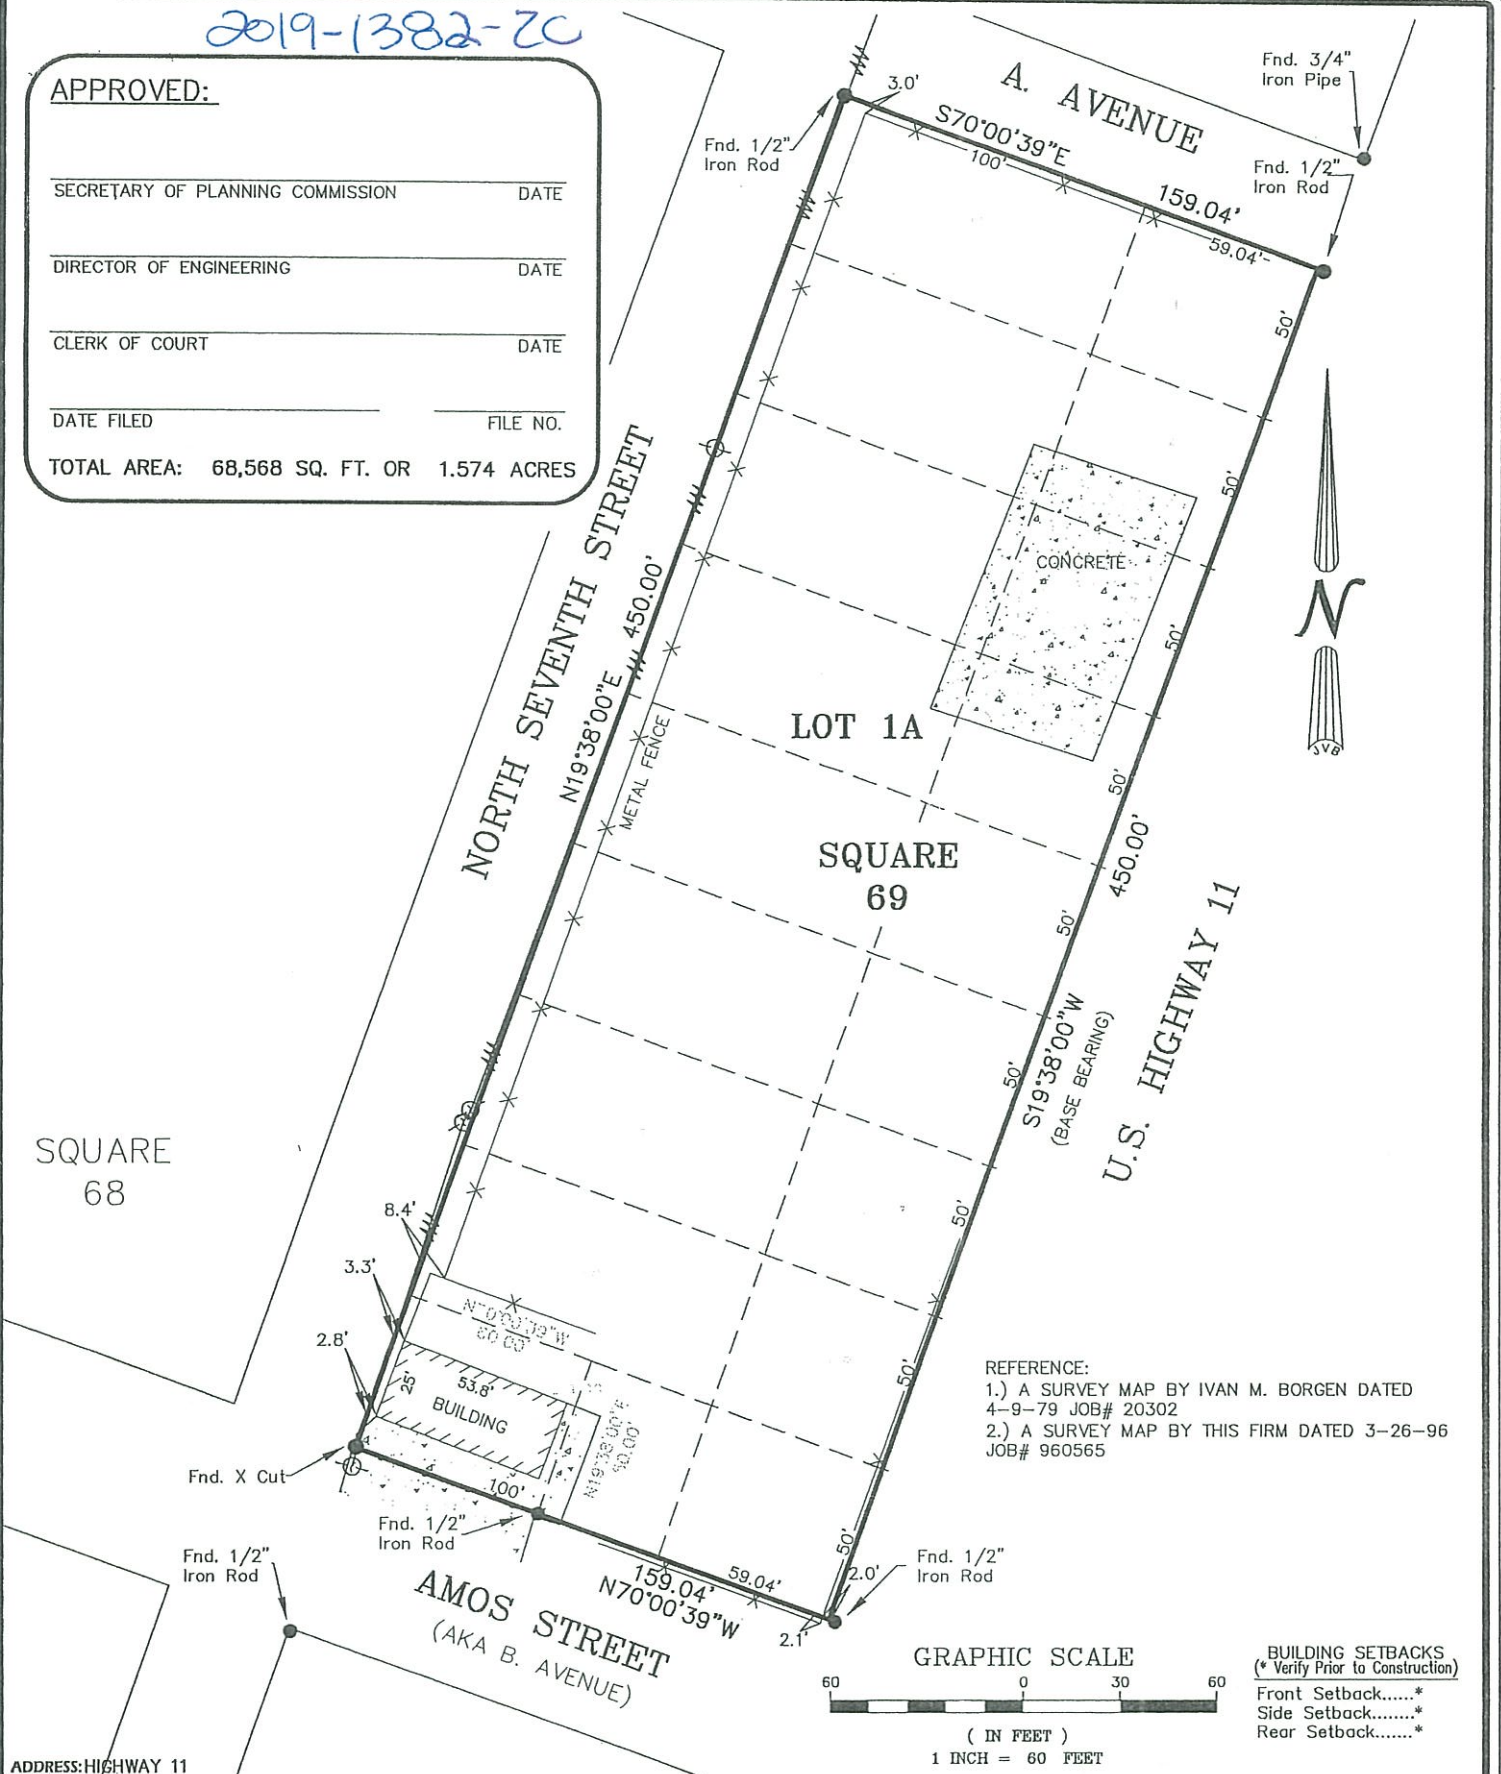 2019-1382-ZC
APPROVED:
SECRETARY OF PLANNING COMMISSION DATE
DIRECTOR OF ENGINEERING DATE
CLERK OF COURT DATE
DATE FILED FILE NO.
TOTAL AREA: 68,568 SQ. FT. OR 1.574 ACRES
A. AVENUE
Fnd. 3/4"
Iron Pipe
Fnd. 1/2"
Iron Rod
3.0'
S70°00'39"E
100'
159.04'
59.04'
Fnd. 1/2"
Iron Rod
50'
50'
50'
50'
50'
50'
50'
50'
50'
NORTH SEVENTH STREET
N19°38'00"E 450.00'
METAL FENCE
CONCRETE
LOT 1A
SQUARE
69
N
JVB
450.00'
S19°38'00"W
(BASE BEARING)
U.S. HIGHWAY 11
SQUARE
68
8.4'
3.3'
2.8'
25'
53.8'
BUILDING
N19°38'00"E
Fnd. X Cut
100'
Fnd. 1/2"
Iron Rod
Fnd. 1/2"
Iron Rod
159.04'
59.04'
N70°00'39"W
2.0'
2.1'
Fnd. 1/2"
Iron Rod
AMOS STREET
(AKA B. AVENUE)
REFERENCE:
1.) A SURVEY MAP BY IVAN M. BORGEN DATED
4-9-79 JOB# 20302
2.) A SURVEY MAP BY THIS FIRM DATED 3-26-96
JOB# 960565
GRAPHIC SCALE
60 0 30 60
( IN FEET )
1 INCH = 60 FEET
BUILDING SETBACKS
(* Verify Prior to Construction)
Front Setback......*
Side Setback........*
Rear Setback.......*
ADDRESS:HIGHWAY 11